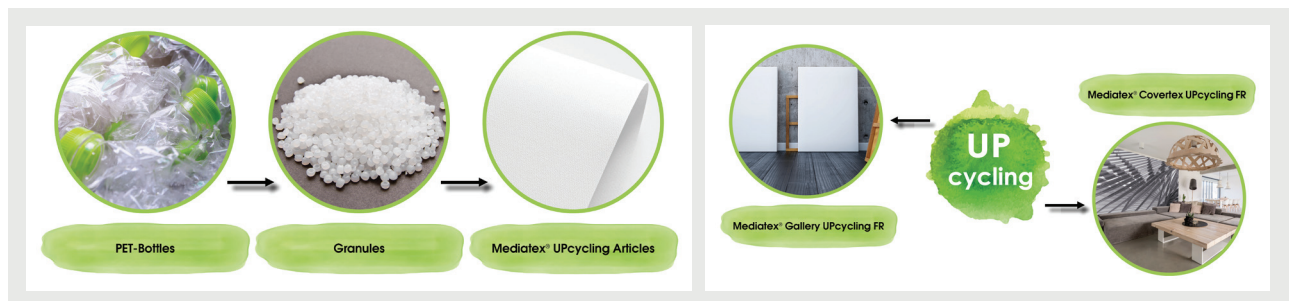 PET-Bottles
Granules
Mediatex® UPcycling Articles
Mediatex® Gallery UPcycling FR
UP
cycling
Mediatex® Covertex UPcycling FR